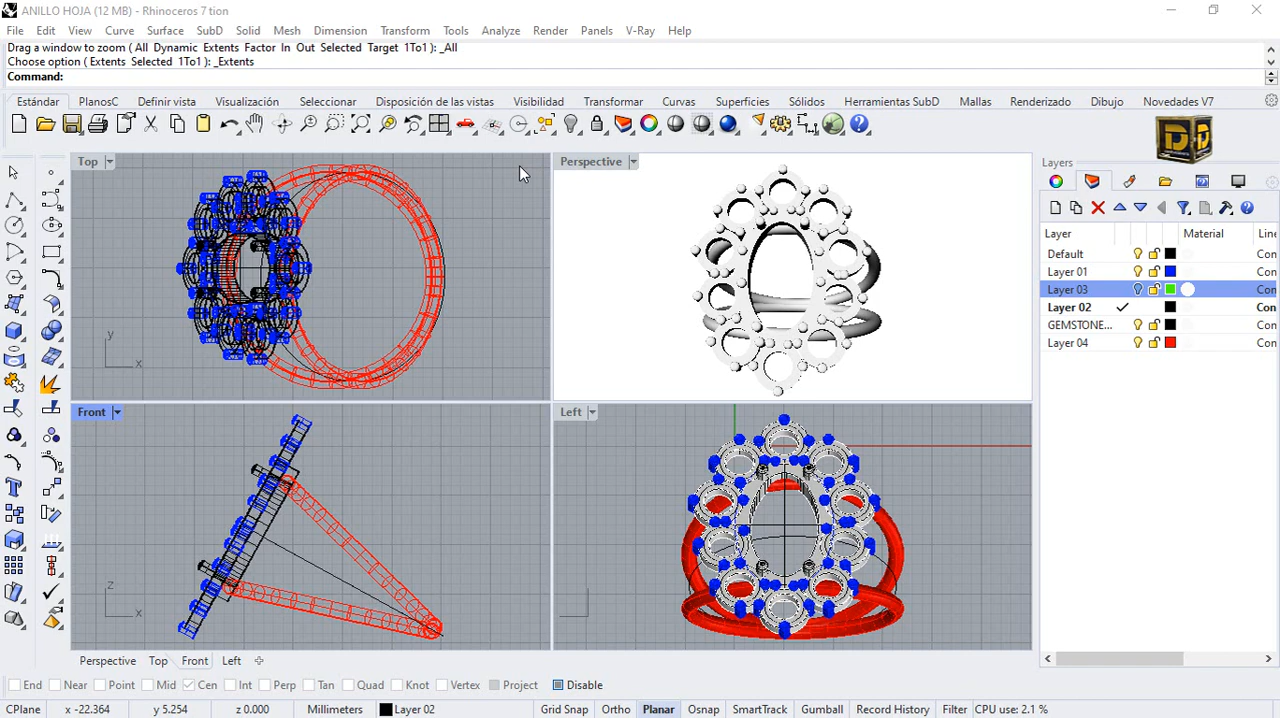 ANILLO HOJA (12 MB) - Rhinoceros 7 tion
File Edit View Curve Surface SubD Solid Mesh Dimension Transform Tools Analyze Render Panels V-Ray Help
Drag a window to zoom ( All Dynamic Extents Factor In Out Selected Target 1To1 ): _All
Choose option ( Extents Selected 1To1 ): _Extents
Command:
Estándar PlanosC Definir vista Visualización Seleccionar Disposición de las vistas Visibilidad Transformar Curvas Superficies Sólidos Herramientas SubD Mallas Renderizado Dibujo Novedades V7
Top
Perspective
Layers
Layer Material Line
Default Con
Layer 01 Con
Layer 03 Con
Layer 02 Con
GEMSTONE... Con
Layer 04 Con
y
x
Front
Left
z
x
Perspective Top Front Left
End Near Point Mid Cen Int Perp Tan Quad Knot Vertex Project Disable
CPlane x -22.364 y 5.254 z 0.000 Millimeters Layer 02 Grid Snap Ortho Planar Osnap SmartTrack Gumball Record History Filter CPU use: 2.1 %